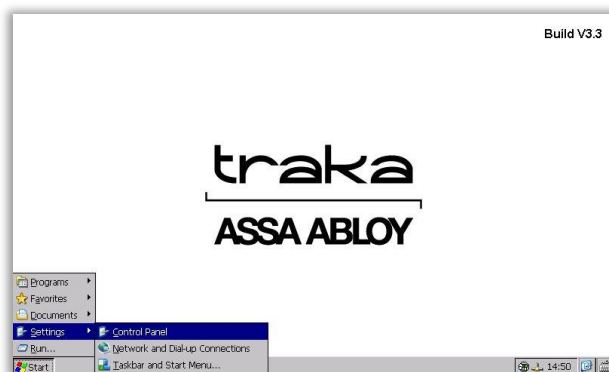 Build V3.3
traka
ASSA ABLOY
Programs
Favorites
Documents
Settings
Control Panel
Run...
Network and Dial-up Connections
Start
Taskbar and Start Menu...
14:50